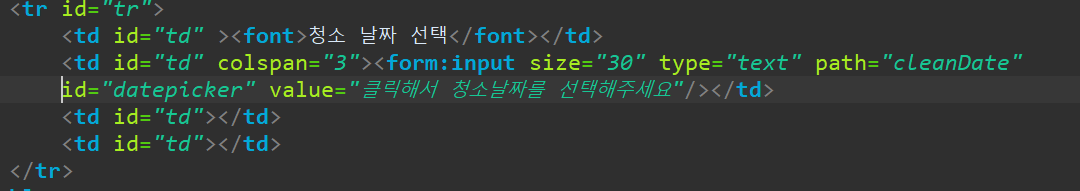 <tr id="tr">
<td id="td" ><font>청소 날짜 선택</font></td>
<td id="td" colspan="3"><form:input size="30" type="text" path="cleanDate"
id="datepicker" value="클릭해서 청소날짜를 선택해주세요"/></td>
<td id="td"></td>
<td id="td"></td>
</tr>